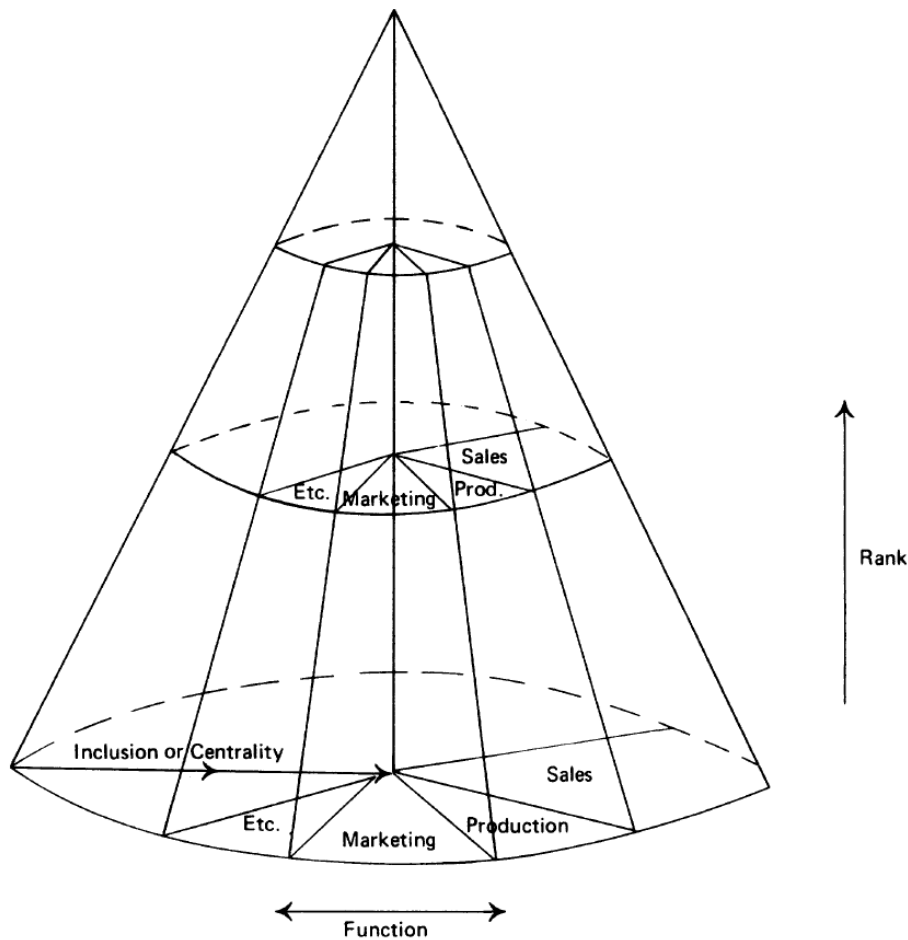 Sales
Etc.
Marketing
Prod.
Rank
Inclusion or Centrality
Sales
Etc.
Marketing
Production
Function